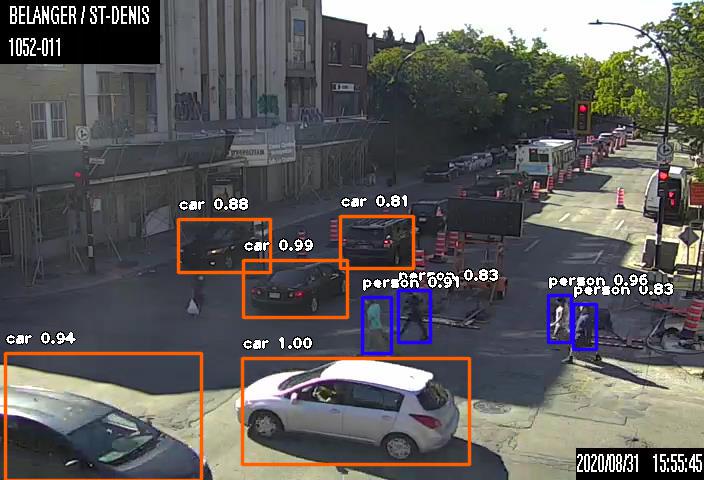 BELANGER / ST-DENIS
1052-011
car 0.88
car 0.81
car 0.99
person 0.91
person 0.83
person 0.96
person 0.83
car 0.94
car 1.00
2020/08/31 15:55:45